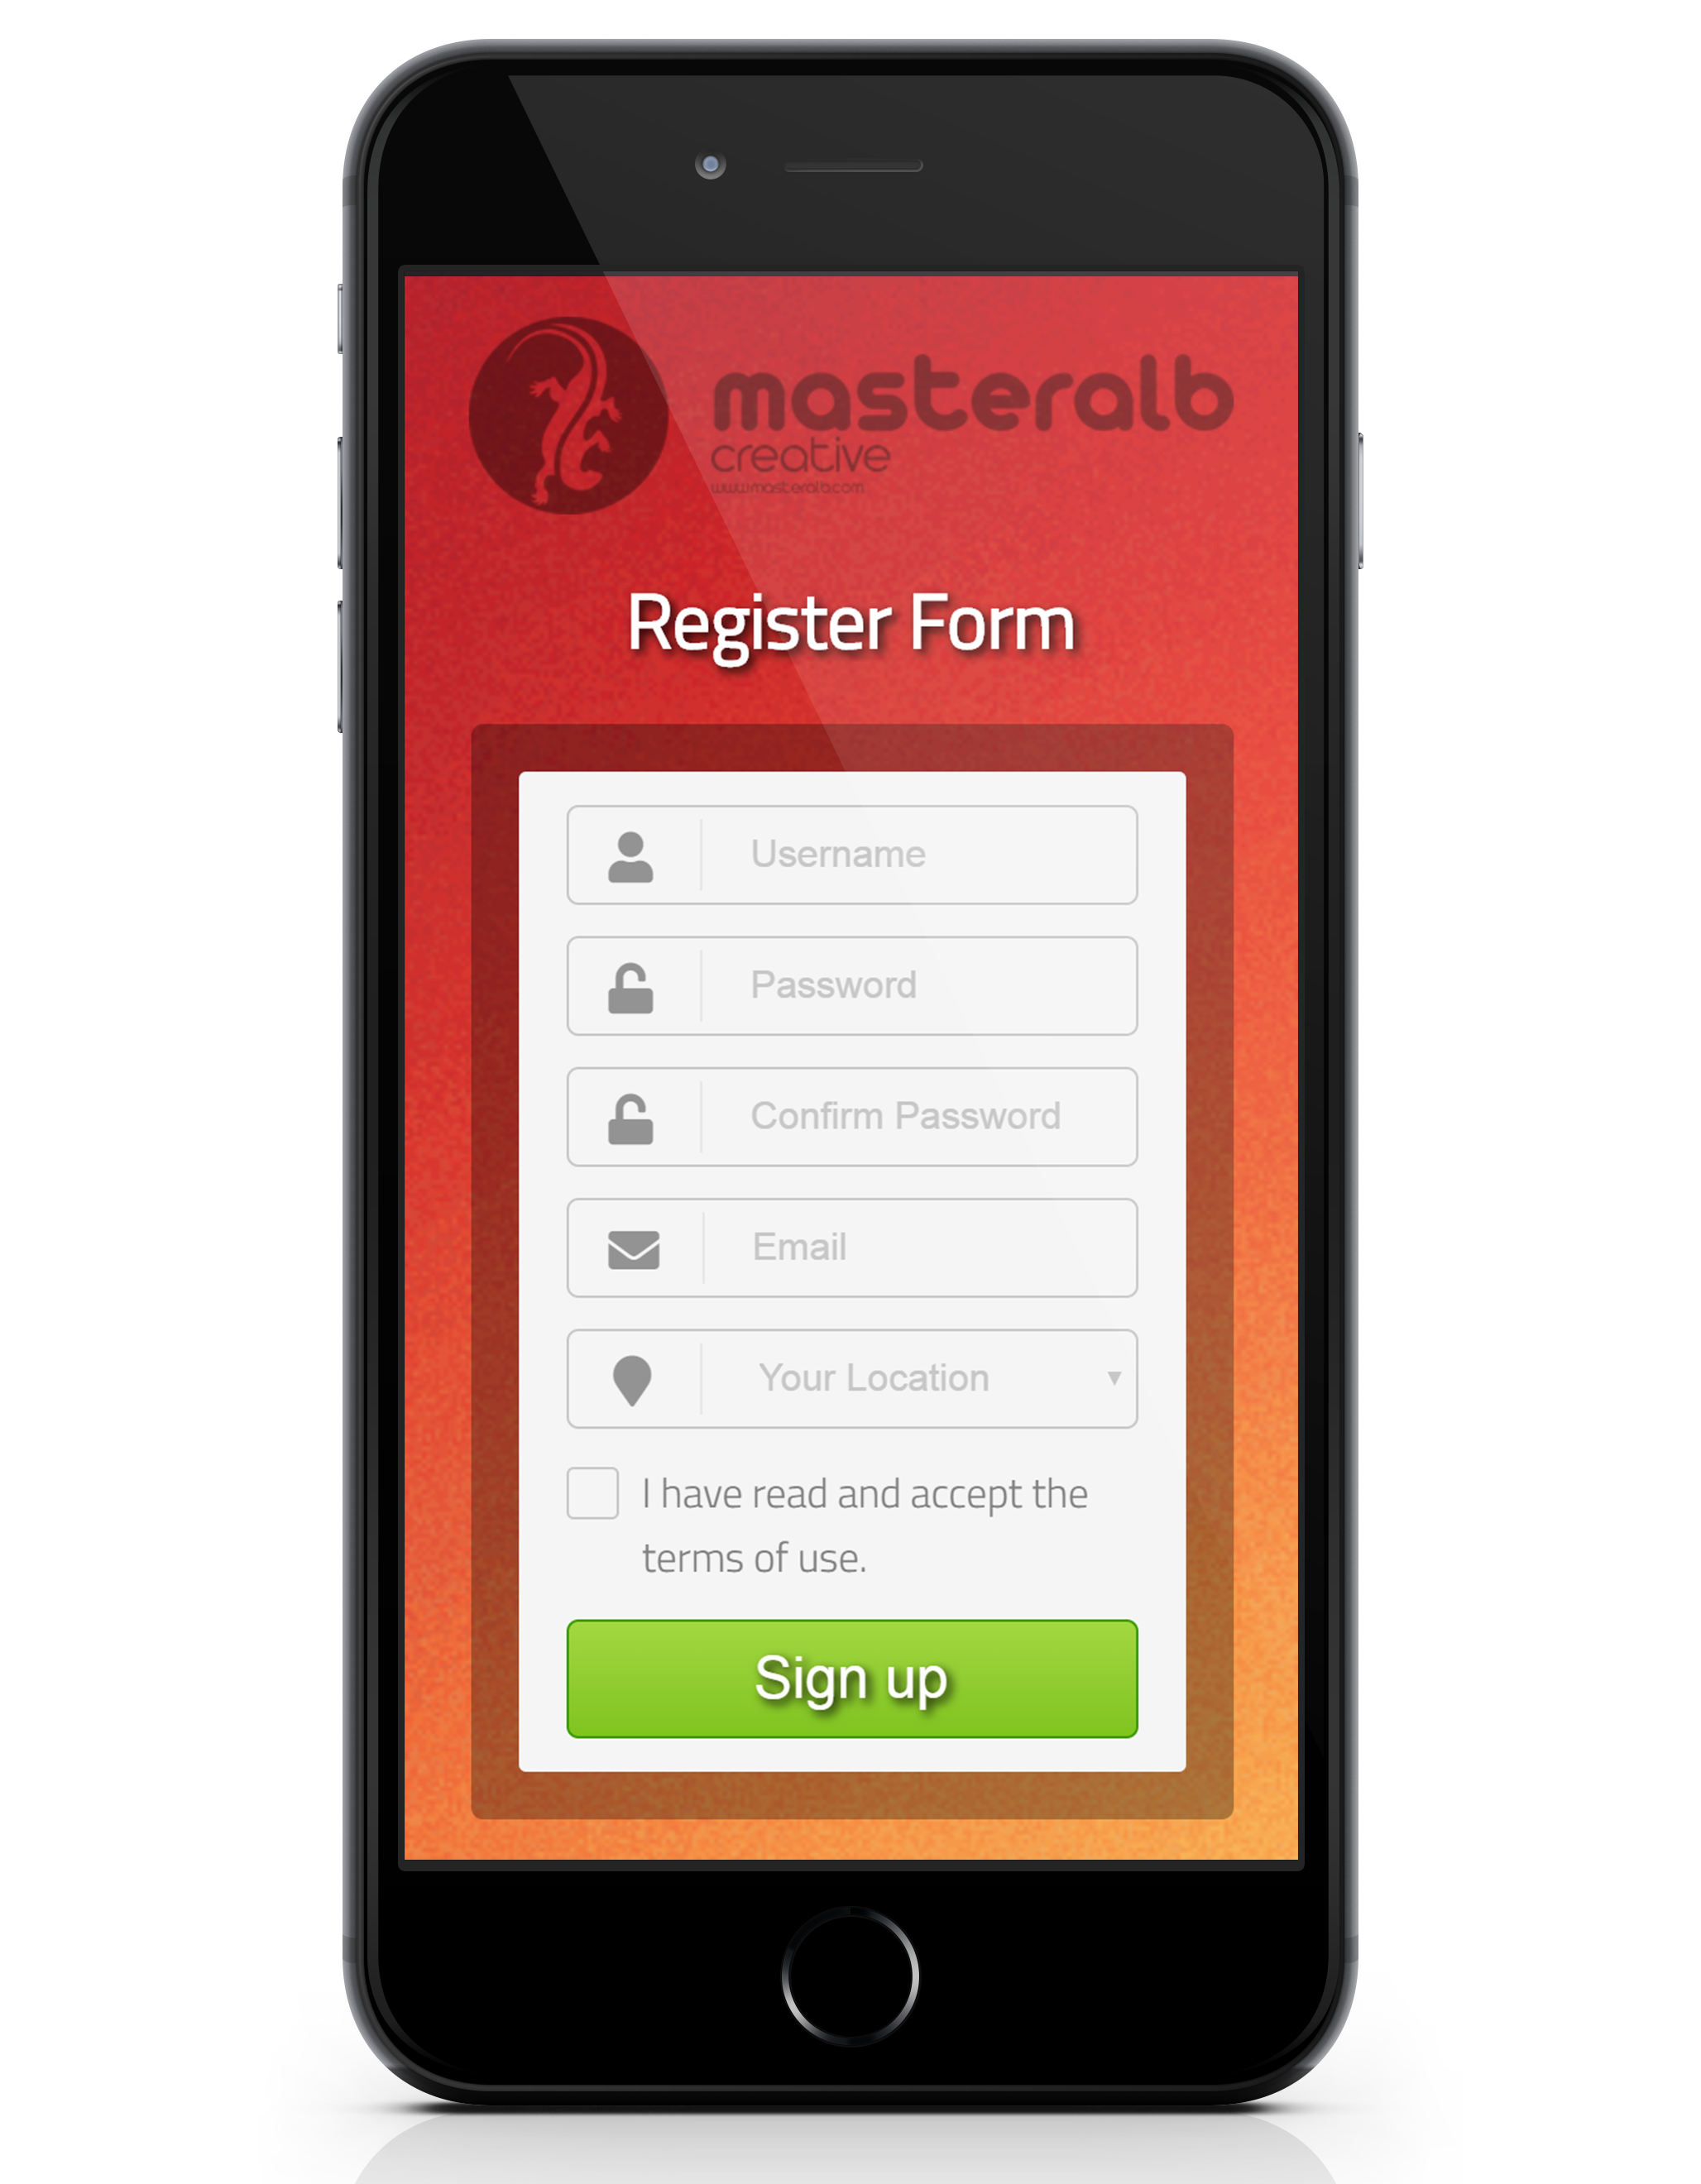 masteralb
creative
www.masteralb.com
Register Form
Username
Password
Confirm Password
Email
Your Location
I have read and accept the
terms of use.
Sign up